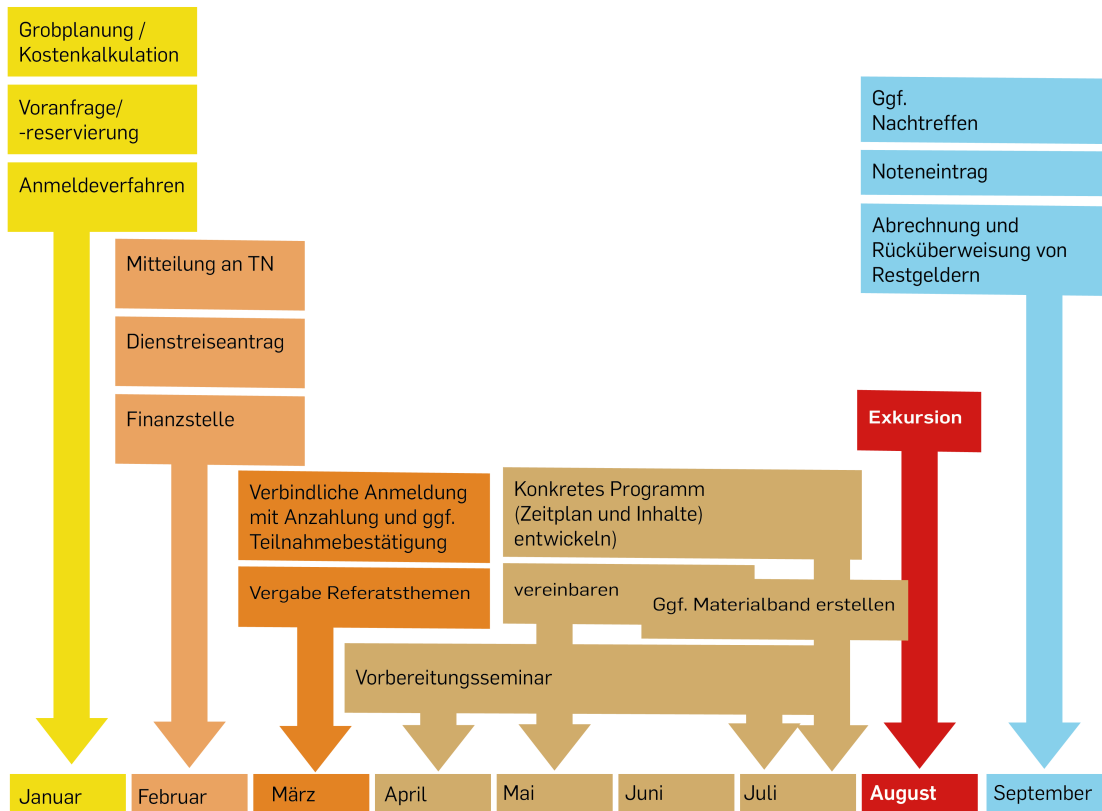 Grobplanung /
Kostenkalkulation
Voranfrage/
-reservierung
Anmeldeverfahren
Mitteilung an TN
Dienstreiseantrag
Finanzstelle
Verbindliche Anmeldung
mit Anzahlung und ggf.
Teilnahmebestätigung
Vergabe Referatsthemen
Konkretes Programm
(Zeitplan und Inhalte)
entwickeln)
vereinbaren
Ggf. Materialband erstellen
Vorbereitungsseminar
Exkursion
Ggf.
Nachtreffen
Noteneintrag
Abrechnung und
Rücküberweisung von
Restgeldern
Januar
Februar
März
April
Mai
Juni
Juli
August
September